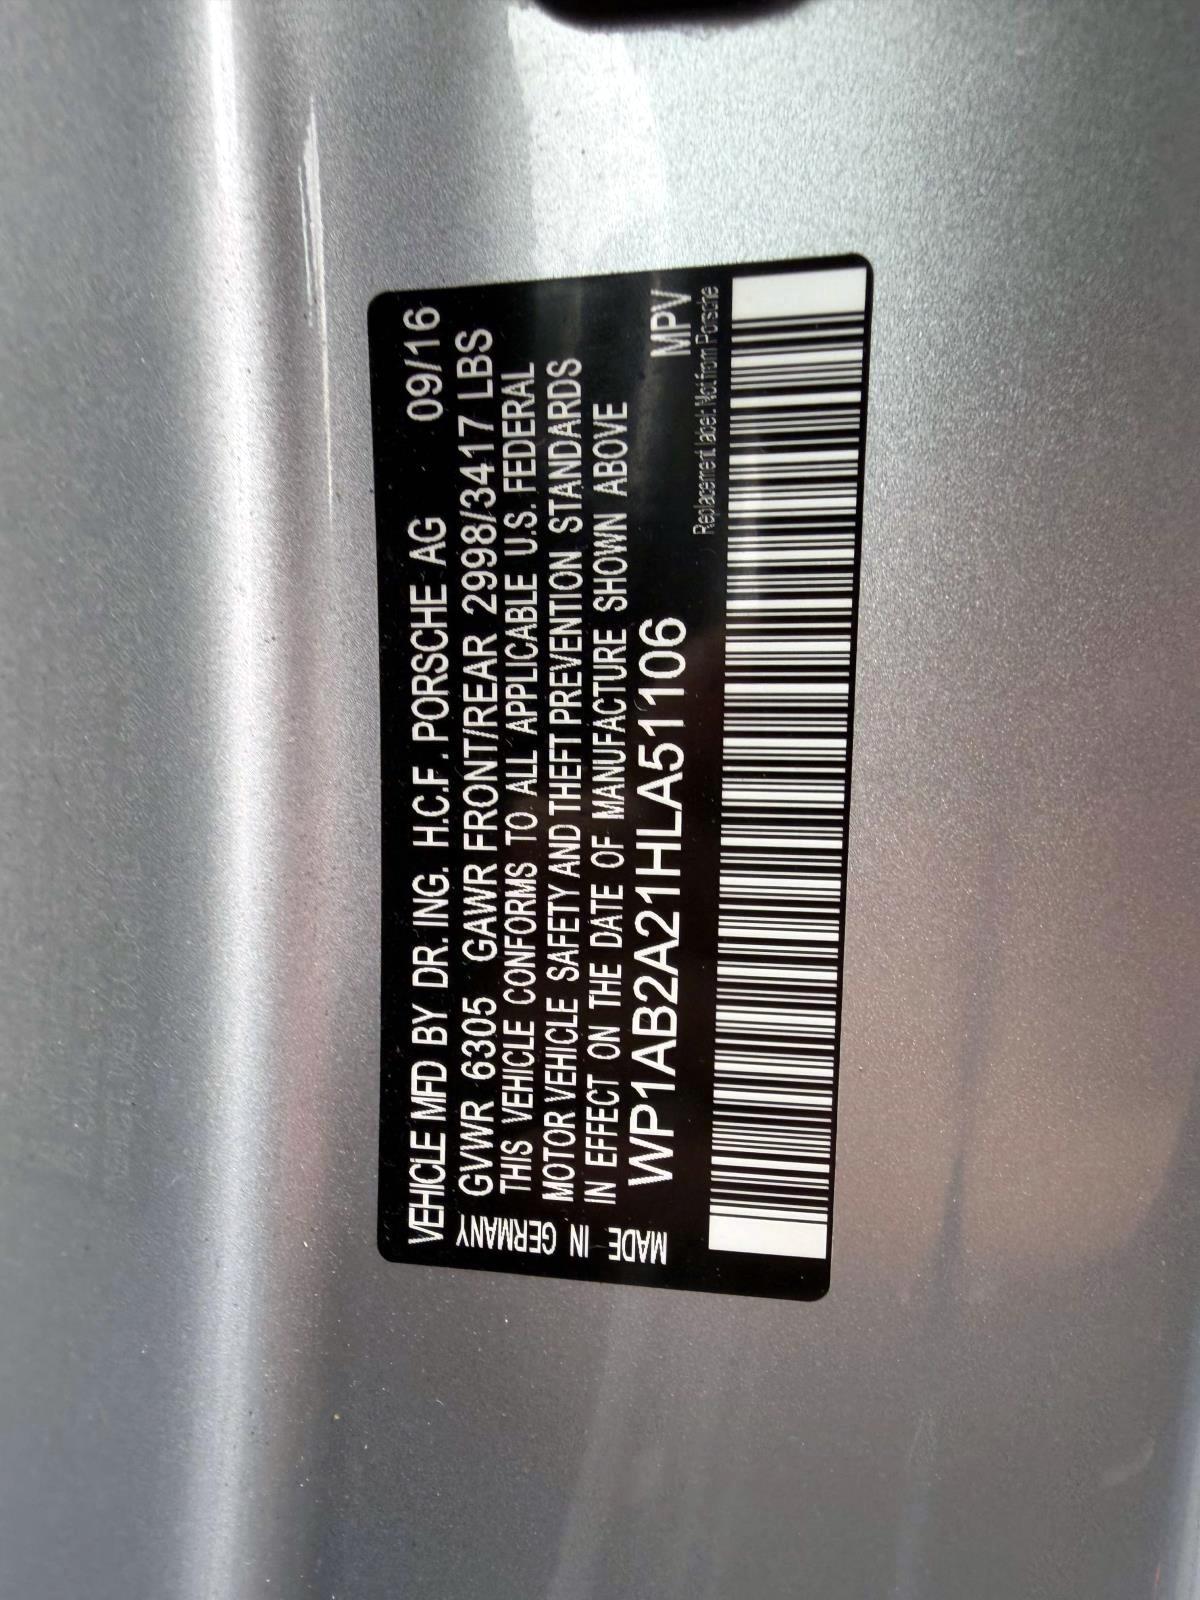 VEHICLE MFD BY DR. ING. H.C.F. PORSCHE AG 09/16
GVWR 6305 GAWR FRONT/REAR 2998/3417 LBS
THIS VEHICLE CONFORMS TO ALL APPLICABLE U.S. FEDERAL
MOTOR VEHICLE SAFETY AND THEFT PREVENTION STANDARDS
IN EFFECT ON THE DATE OF MANUFACTURE SHOWN ABOVE
WP1AB2A21HLA51106 MPV
Replacement label: Not from Porsche
MADE IN GERMANY